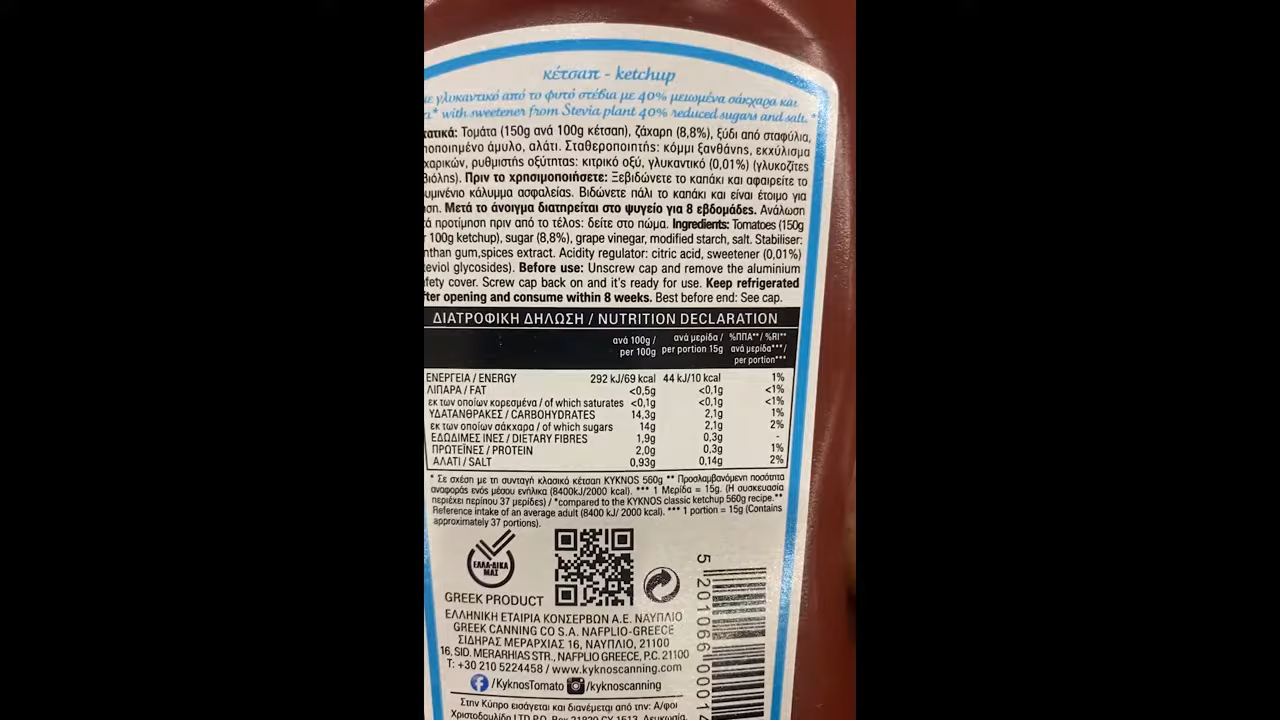 κέτσαπ - ketchup
με γλυκαντικό από το φυτό στέβια με 40% μειωμένα σάκχαρα και
with sweetener from Stevia plant 40% reduced sugars and salt. *
Τομάτα (150g ανά 100g κέτσαπ), ζάχαρη (8,8%), ξύδι από σταφύλια,
άμυλο, αλάτι. Σταθεροποιητής: κόμμι ξανθάνης, εκχύλισμα
ρυθμιστής οξύτητας: κιτρικό οξύ, γλυκαντικό (0,01%) (γλυκοζίτες
Πριν το χρησιμοποιήσετε: Ξεβιδώνετε το καπάκι και αφαιρείτε το
κάλυμμα ασφαλείας. Βιδώνετε πάλι το καπάκι και είναι έτοιμο για
Μετά το άνοιγμα διατηρείται στο ψυγείο για 8 εβδομάδες. Ανάλωση
προτίμηση πριν από το τέλος: δείτε στο πώμα. Ingredients: Tomatoes (150g
100g ketchup), sugar (8,8%), grape vinegar, modified starch, salt. Stabiliser:
gum,spices extract. Acidity regulator: citric acid, sweetener (0,01%)
glycosides). Before use: Unscrew cap and remove the aluminium
cover. Screw cap back on and it's ready for use. Keep refrigerated
opening and consume within 8 weeks. Best before end: See cap.
ΔΙΑΤΡΟΦΙΚΗ ΔΗΛΩΣΗ / NUTRITION DECLARATION
ανά 100g / ανά μερίδα / %ΠΠΑ**/ %RI**
per 100g per portion 15g ανά μερίδα***/
per portion***
ΕΝΕΡΓΕΙΑ / ENERGY 292 kJ/69 kcal 44 kJ/10 kcal 1%
ΛΙΠΑΡΑ / FAT <0,5g <0,1g <1%
εκ των οποίων κορεσμένα / of which saturates <0,1g <0,1g <1%
ΥΔΑΤΑΝΘΡΑΚΕΣ / CARBOHYDRATES 14,3g 2,1g 1%
εκ των οποίων σάκχαρα / of which sugars 14g 2,1g 2%
ΕΔΩΔΙΜΕΣ ΙΝΕΣ / DIETARY FIBRES 1,9g 0,3g -
ΠΡΩΤΕΪΝΕΣ / PROTEIN 2,0g 0,3g 1%
ΑΛΑΤΙ / SALT 0,93g 0,14g 2%
* Σε σχέση με τη συνταγή κλασικό κέτσαπ KYKNOS 560g ** Προσλαμβανόμενη ποσότητα
αναφοράς ενός μέσου ενήλικα (8400kJ/2000 kcal). *** 1 Μερίδα = 15g. (Η συσκευασία
περιέχει περίπου 37 μερίδες) / *compared to the KYKNOS classic ketchup 560g recipe.**
Reference intake of an average adult (8400 kJ/ 2000 kcal). *** 1 portion = 15g (Contains
approximately 37 portions).
ΕΛΛΑ-ΔΙΚΑ
ΜΑΣ
GREEK PRODUCT
ΕΛΛΗΝΙΚΗ ΕΤΑΙΡΙΑ ΚΟΝΣΕΡΒΩΝ Α.Ε. ΝΑΥΠΛΙΟ
GREEK CANNING CO S.A. NAFPLIO-GREECE
ΣΙΔΗΡΑΣ ΜΕΡΑΡΧΙΑΣ 16, ΝΑΥΠΛΙΟ, 21100
16, SID. MERARHIAS STR., NAFPLIO GREECE, P.C. 21100
T: +30 210 5224458 / www.kyknoscanning.com
/KyknosTomato /kyknoscanning
Στην Κύπρο εισάγεται και διανέμεται από την: Α/φοι
Χριστοδουλίδη LTD P.O. Box 21830 CY 1513, Λευκωσία,
5 201066 00014